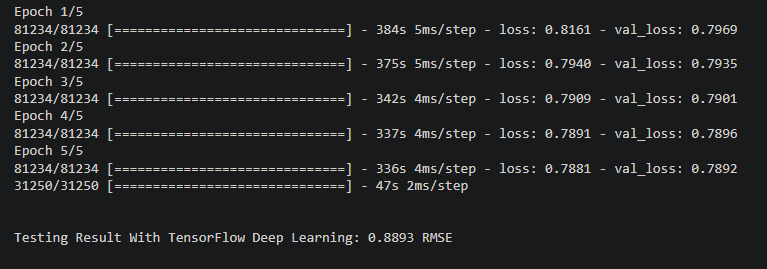 Epoch 1/5
81234/81234 [==============================] - 384s 5ms/step - loss: 0.8161 - val_loss: 0.7969
Epoch 2/5
81234/81234 [==============================] - 375s 5ms/step - loss: 0.7940 - val_loss: 0.7935
Epoch 3/5
81234/81234 [==============================] - 342s 4ms/step - loss: 0.7909 - val_loss: 0.7901
Epoch 4/5
81234/81234 [==============================] - 337s 4ms/step - loss: 0.7891 - val_loss: 0.7896
Epoch 5/5
81234/81234 [==============================] - 336s 4ms/step - loss: 0.7881 - val_loss: 0.7892
31250/31250 [==============================] - 47s 2ms/step
Testing Result With TensorFlow Deep Learning: 0.8893 RMSE